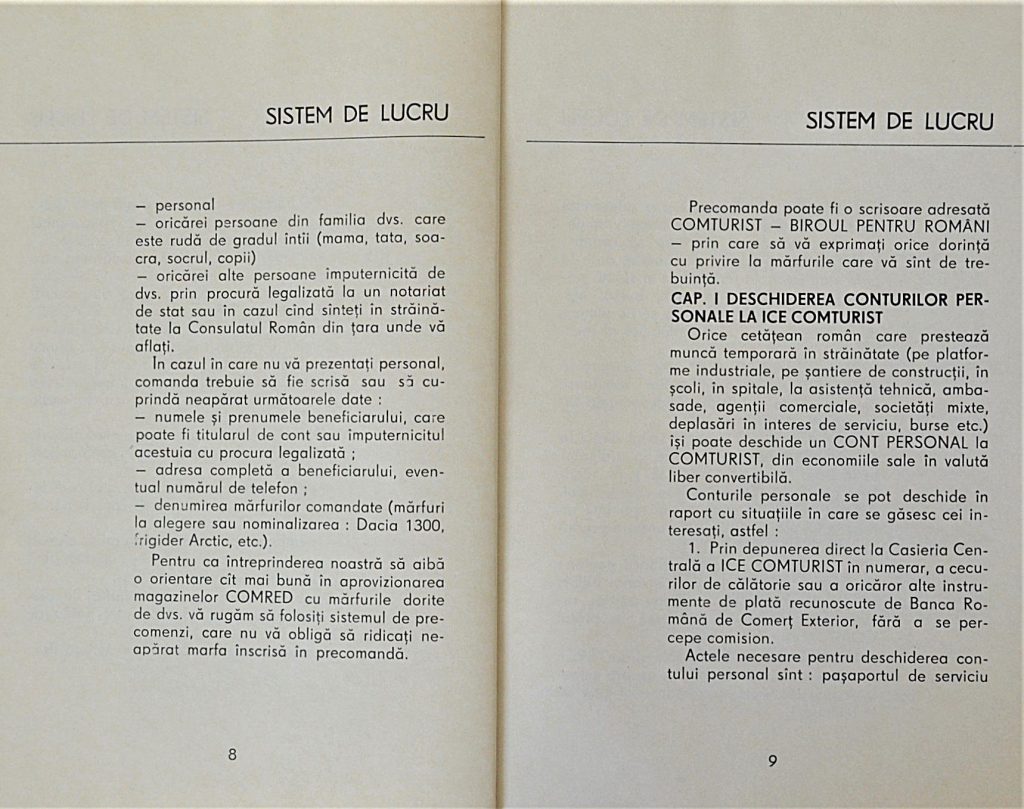 SISTEM DE LUCRU
– personal
– oricărei persoane din familia dvs. care
este rudă de gradul întîi (mama, tata, soa-
cra, socrul, copii)
– oricărei alte persoane împuternicită de
dvs. prin procură legalizată la un notariat
de stat sau în cazul cînd sînteți în străină-
tate la Consulatul Român din țara unde vă
aflați.
In cazul în care nu vă prezentați personal,
comanda trebuie să fie scrisă sau să cu-
prindă neapărat următoarele date :
– numele și prenumele beneficiarului, care
poate fi titularul de cont sau împuternicitul
acestuia cu procura legalizată ;
– adresa completă a beneficiarului, even-
tual numărul de telefon ;
– denumirea mărfurilor comandate (mărfuri
la alegere sau nominalizarea : Dacia 1300,
frigider Arctic, etc.).
Pentru ca întreprinderea noastră să aibă
o orientare cît mai bună în aprovizionarea
magazinelor COMRED cu mărfurile dorite
de dvs. vă rugăm să folosiți sistemul de pre-
comenzi, care nu vă obligă să ridicați ne-
apărat marfa înscrisă în precomandă.
8
SISTEM DE LUCRU
Precomanda poate fi o scrisoare adresată
COMTURIST – BIROUL PENTRU ROMÂNI
– prin care să vă exprimați orice dorință
cu privire la mărfurile care vă sînt de tre-
buință.
CAP. I DESCHIDEREA CONTURILOR PER-
SONALE LA ICE COMTURIST
Orice cetățean român care prestează
muncă temporară în străinătate (pe platfor-
me industriale, pe șantiere de construcții, în
școli, în spitale, la asistență tehnică, amba-
sade, agenții comerciale, societăți mixte,
deplasări în interes de serviciu, burse etc.)
își poate deschide un CONT PERSONAL la
COMTURIST, din economiile sale în valută
liber convertibilă.
Conturile personale se pot deschide în
raport cu situațiile în care se găsesc cei in-
teresați, astfel :
1. Prin depunerea direct la Casieria Cen-
trală a ICE COMTURIST în numerar, a cecu-
rilor de călătorie sau a oricăror alte instru-
mente de plată recunoscute de Banca Ro-
mână de Comerț Exterior, fără a se per-
cepe comision.
Actele necesare pentru deschiderea con-
tului personal sînt : pașaportul de serviciu
9